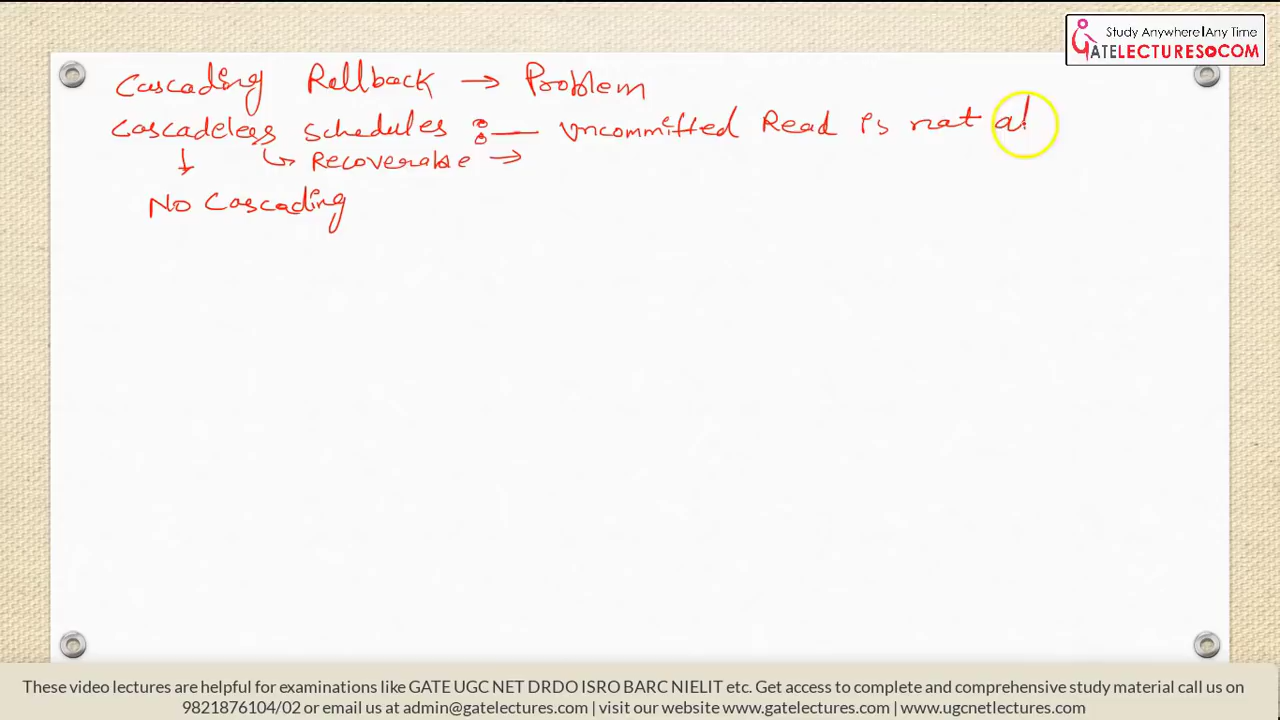 Study Anywhere|Any Time
GATELECTURES.COM
Cascading Rollback → Problem
Cascadeless schedules :— Uncommitted Read is not al
↓ ↳ Recoverable →
No Cascading
These video lectures are helpful for examinations like GATE UGC NET DRDO ISRO BARC NIELIT etc. Get access to complete and comprehensive study material call us on
9821876104/02 or email us at admin@gatelectures.com | visit our website www.gatelectures.com | www.ugcnetlectures.com